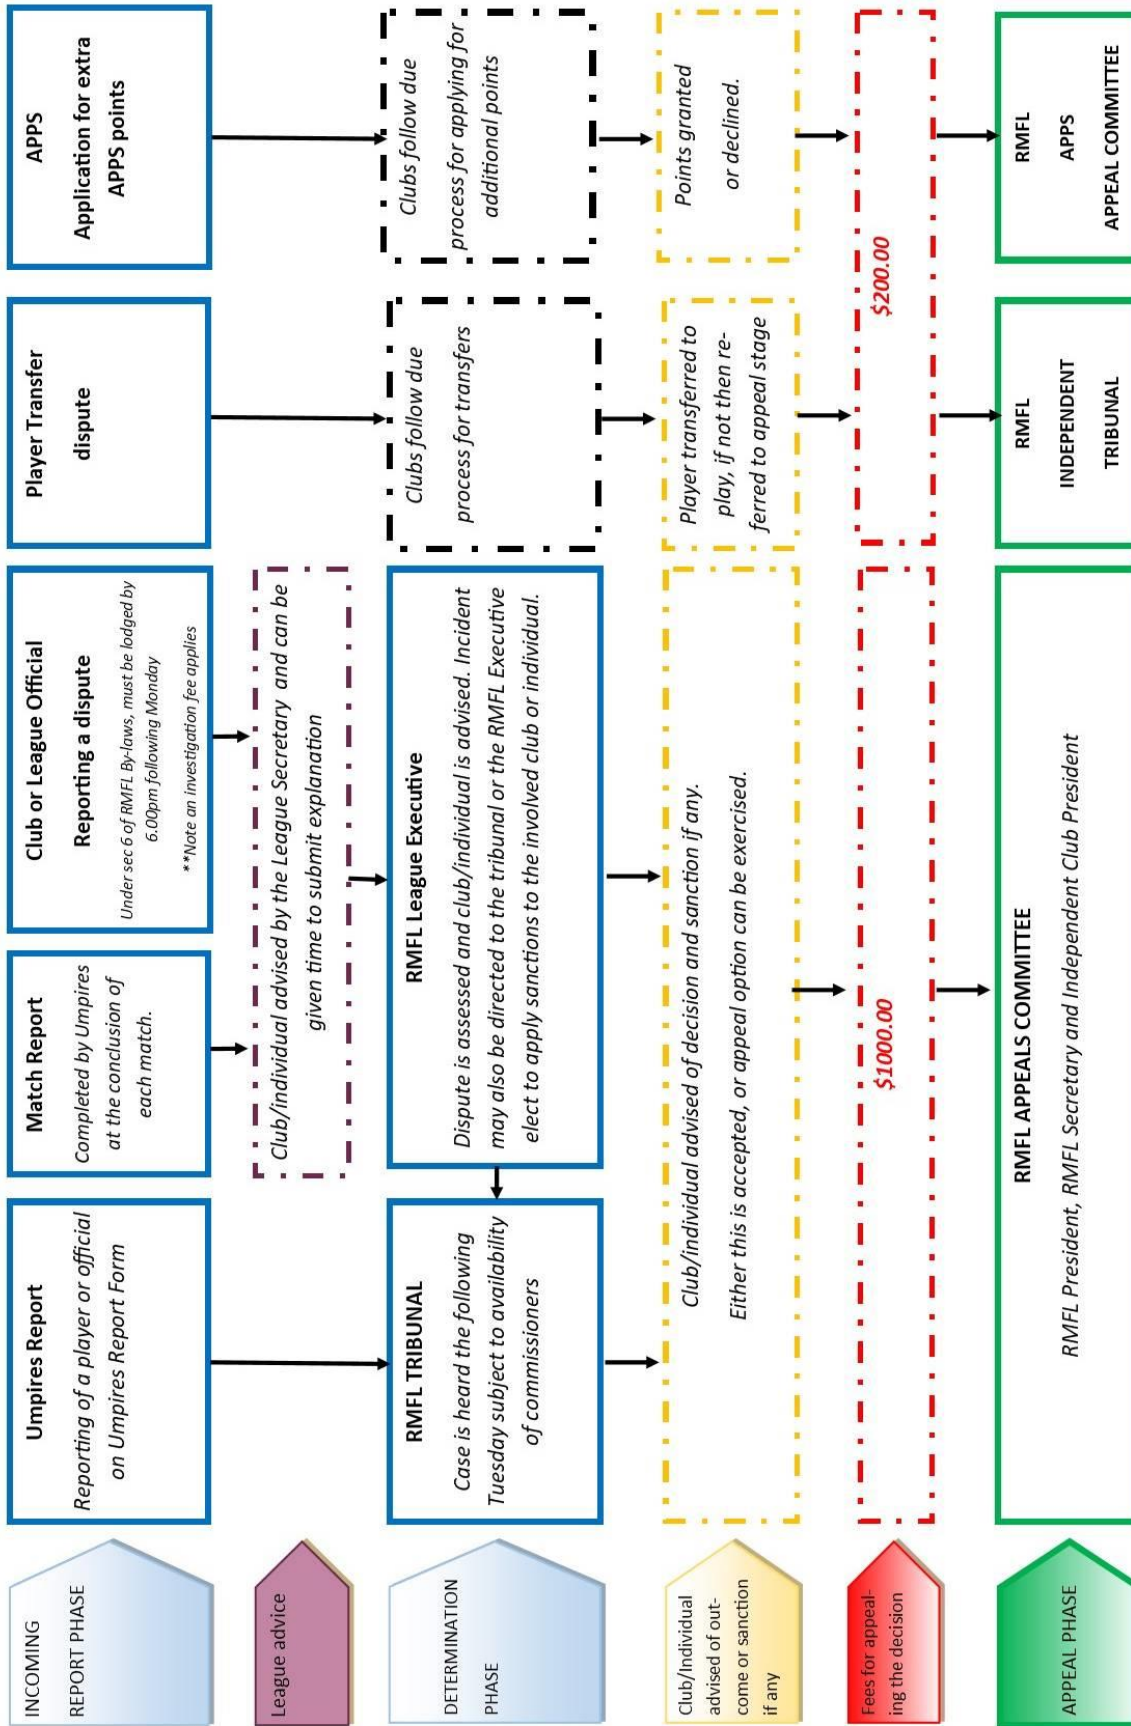 INCOMING
REPORT PHASE
Umpires Report
Reporting of a player or official
on Umpires Report Form
Match Report
Completed by Umpires
at the conclusion of
each match.
Club or League Official
Reporting a dispute
Under sec 6 of RMFL By-laws, must be lodged by
6.00pm following Monday
**Note an investigation fee applies
Player Transfer
dispute
APPS
Application for extra
APPS points
League advice
Club/individual advised by the League Secretary and can be
given time to submit explanation
DETERMINATION
PHASE
RMFL TRIBUNAL
Case is heard the following
Tuesday subject to availability
of commissioners
RMFL League Executive
Dispute is assessed and club/individual is advised. Incident
may also be directed to the tribunal or the RMFL Executive
elect to apply sanctions to the involved club or individual.
Clubs follow due
process for transfers
Clubs follow due
process for applying for
additional points
Club/Individual
advised of out-
come or sanction
if any
Club/individual advised of decision and sanction if any.
Either this is accepted, or appeal option can be exercised.
Player transferred to
play, if not then re-
ferred to appeal stage
Points granted
or declined.
Fees for appeal-
ing the decision
$1000.00
$200.00
APPEAL PHASE
RMFL APPEALS COMMITTEE
RMFL President, RMFL Secretary and Independent Club President
RMFL
INDEPENDENT
TRIBUNAL
RMFL
APPS
APPEAL COMMITTEE